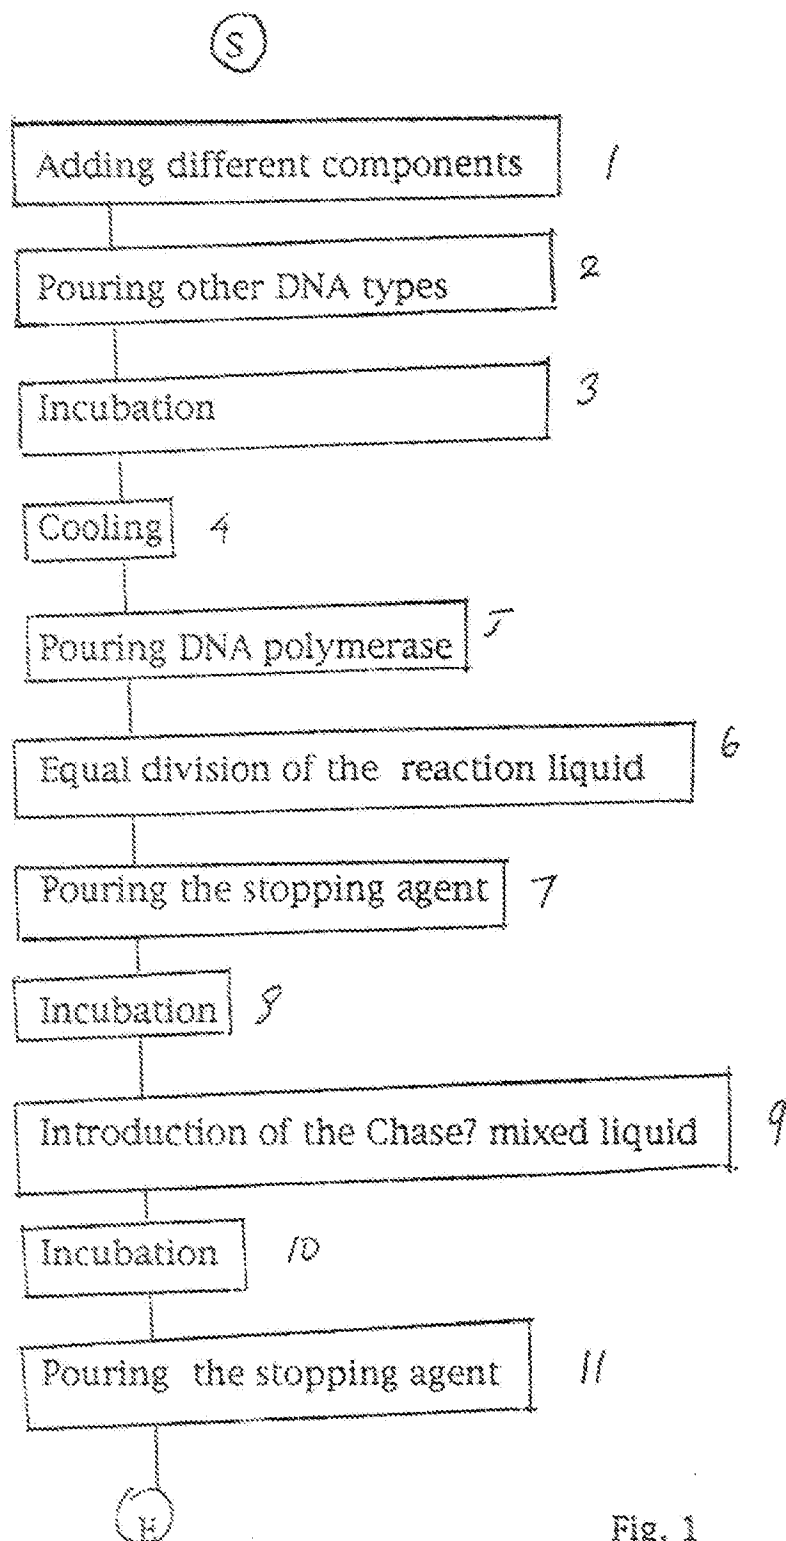 S
Adding different components 1
Pouring other DNA types 2
Incubation 3
Cooling 4
Pouring DNA polymerase 5
Equal division of the reaction liquid 6
Pouring the stopping agent 7
Incubation 8
Introduction of the Chase? mixed liquid 9
Incubation 10
Pouring the stopping agent 11
E
Fig. 1